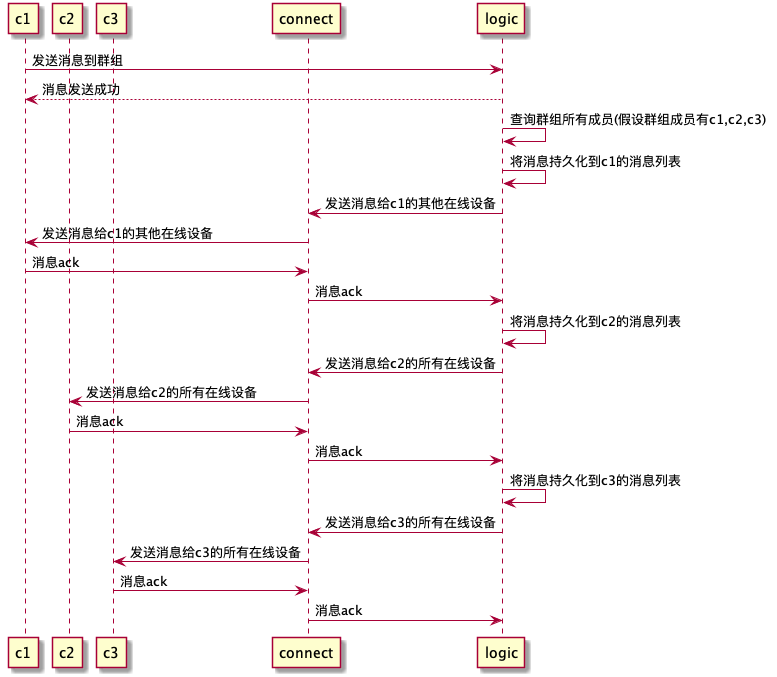 c1 c2 c3 connect logic
发送消息到群组
消息发送成功
查询群组所有成员(假设群组成员有c1,c2,c3)
将消息持久化到c1的消息列表
发送消息给c1的其他在线设备
发送消息给c1的其他在线设备
消息ack
消息ack
将消息持久化到c2的消息列表
发送消息给c2的所有在线设备
发送消息给c2的所有在线设备
消息ack
消息ack
将消息持久化到c3的消息列表
发送消息给c3的所有在线设备
发送消息给c3的所有在线设备
消息ack
消息ack
c1 c2 c3 connect logic